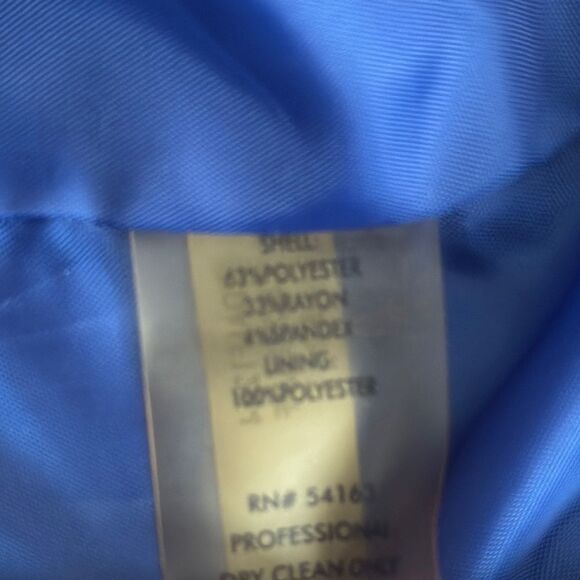 SHELL:
63%POLYESTER
33%RAYON
4%SPANDEX
LINING:
100%POLYESTER
RN# 54163
PROFESSIONAL
DRY CLEAN ONLY